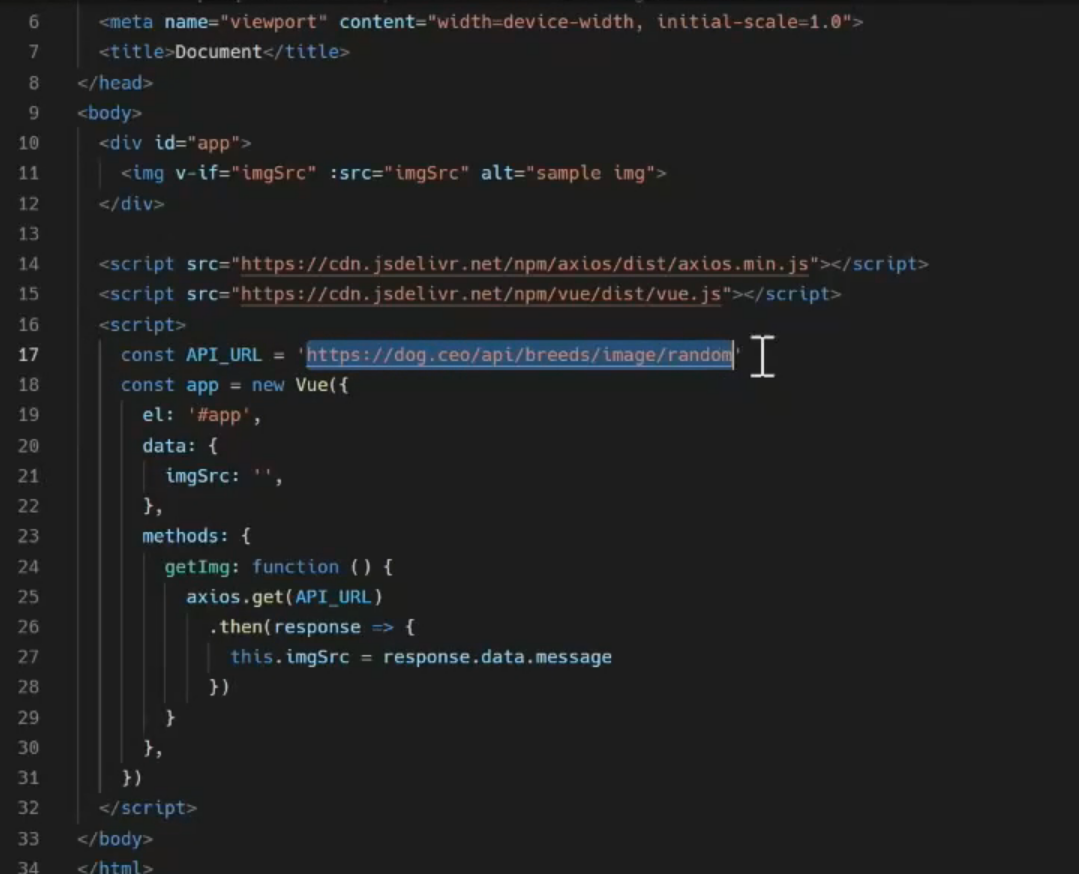 6 <meta name="viewport" content="width=device-width, initial-scale=1.0">
7 <title>Document</title>
8 </head>
9 <body>
10 <div id="app">
11 <img v-if="imgSrc" :src="imgSrc" alt="sample img">
12 </div>
13
14 <script src="https://cdn.jsdelivr.net/npm/axios/dist/axios.min.js"></script>
15 <script src="https://cdn.jsdelivr.net/npm/vue/dist/vue.js"></script>
16 <script>
17 const API_URL = 'https://dog.ceo/api/breeds/image/random'
18 const app = new Vue({
19 el: '#app',
20 data: {
21 imgSrc: '',
22 },
23 methods: {
24 getImg: function () {
25 axios.get(API_URL)
26 .then(response => {
27 this.imgSrc = response.data.message
28 })
29 }
30 },
31 })
32 </script>
33 </body>
34 </html>